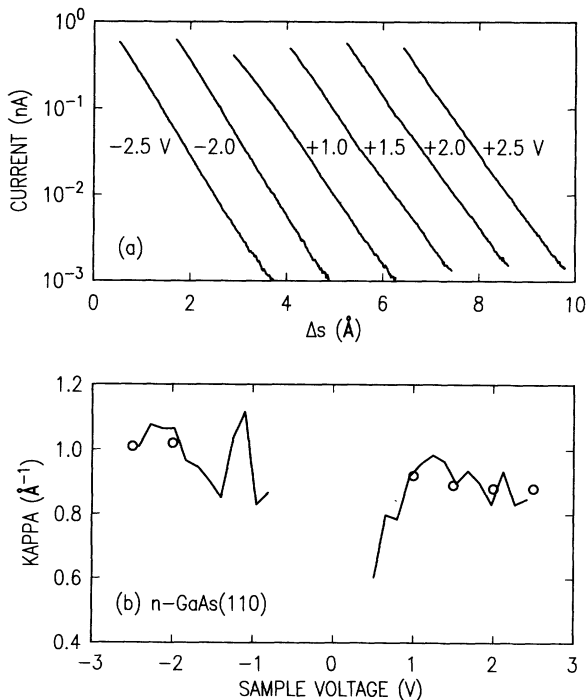 10⁰
10⁻¹
10⁻²
10⁻³
CURRENT (nA)
−2.5 V
−2.0
+1.0
+1.5
+2.0
+2.5 V
(a)
0 2 4 6 8 10
Δs (Å)
1.2
1.0
0.8
0.6
0.4
KAPPA (Å⁻¹)
(b) n−GaAs(110)
−3 −2 −1 0 1 2 3
SAMPLE VOLTAGE (V)